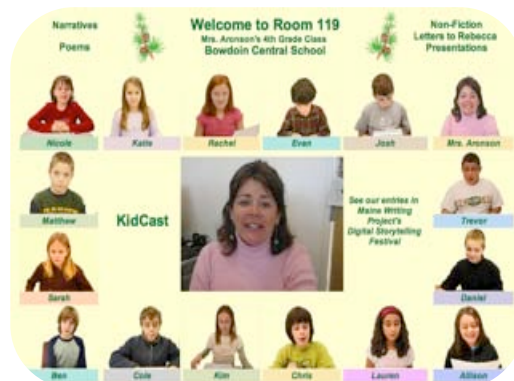 Narratives
Poems
Welcome to Room 119
Mrs. Aronson's 4th Grade Class
Bowdoin Central School
Non-Fiction
Letters to Rebecca
Presentations
Nicole
Katie
Rachel
Evan
Josh
Mrs. Aronson
Matthew
KidCast
See our entries in
Maine Writing
Project's
Digital Storytelling
Festival
Trevor
Sarah
Daniel
Ben
Cole
Kim
Chris
Lauren
Allison